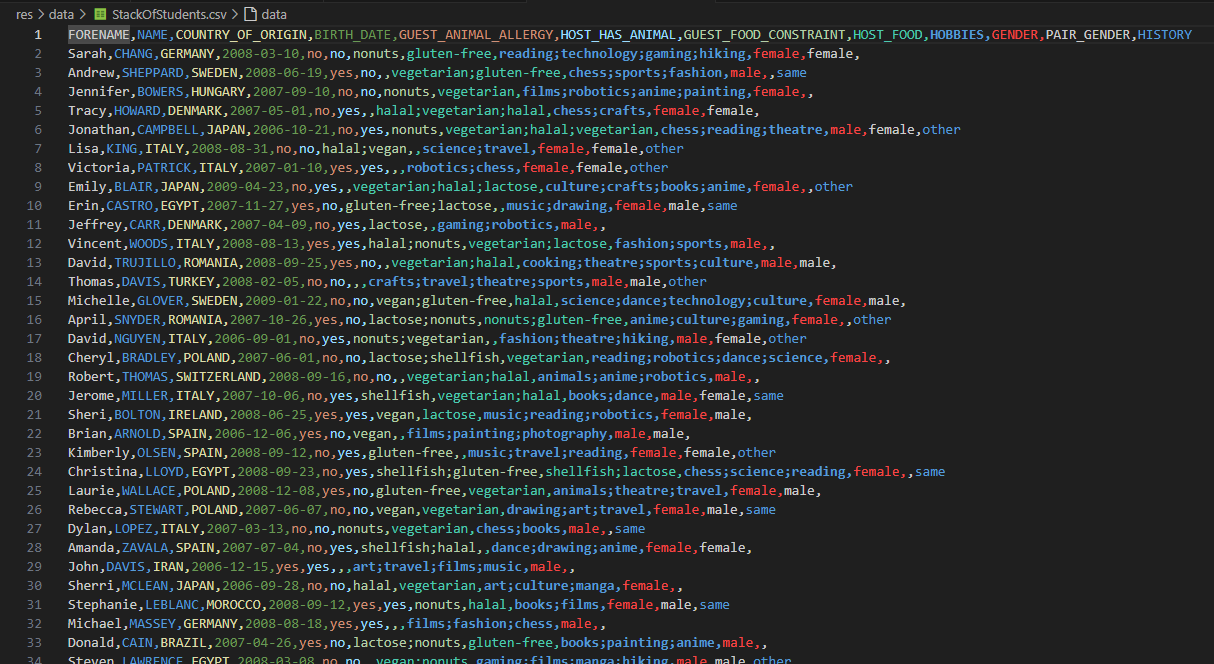 res > data > StackOfStudents.csv > data
1 FORENAME,NAME,COUNTRY_OF_ORIGIN,BIRTH_DATE,GUEST_ANIMAL_ALLERGY,HOST_HAS_ANIMAL,GUEST_FOOD_CONSTRAINT,HOST_FOOD,HOBBIES,GENDER,PAIR_GENDER,HISTORY
2 Sarah,CHANG,GERMANY,2008-03-10,no,no,nonuts,gluten-free,reading;technology;gaming;hiking,female,female,
3 Andrew,SHEPPARD,SWEDEN,2008-06-19,yes,no,,vegetarian;gluten-free,chess;sports;fashion,male,,same
4 Jennifer,BOWERS,HUNGARY,2007-09-10,no,no,nonuts,vegetarian,films;robotics;anime;painting,female,,
5 Tracy,HOWARD,DENMARK,2007-05-01,no,yes,,halal;vegetarian;halal,chess;crafts,female,female,
6 Jonathan,CAMPBELL,JAPAN,2006-10-21,no,yes,nonuts,vegetarian;halal;vegetarian,chess;reading;theatre,male,female,other
7 Lisa,KING,ITALY,2008-08-31,no,no,halal;vegan,,science;travel,female,female,other
8 Victoria,PATRICK,ITALY,2007-01-10,yes,yes,,,robotics;chess,female,female,other
9 Emily,BLAIR,JAPAN,2009-04-23,no,yes,,vegetarian;halal;lactose,culture;crafts;books;anime,female,,other
10 Erin,CASTRO,EGYPT,2007-11-27,yes,no,gluten-free;lactose,,music;drawing,female,male,same
11 Jeffrey,CARR,DENMARK,2007-04-09,no,yes,lactose,,gaming;robotics,male,,
12 Vincent,WOODS,ITALY,2008-08-13,yes,yes,halal;nonuts,vegetarian;lactose,fashion;sports,male,,
13 David,TRUJILLO,ROMANIA,2008-09-25,yes,no,,vegetarian;halal,cooking;theatre;sports;culture,male,male,
14 Thomas,DAVIS,TURKEY,2008-02-05,no,no,,,crafts;travel;theatre;sports,male,male,other
15 Michelle,GLOVER,SWEDEN,2009-01-22,no,no,vegan;gluten-free,halal,science;dance;technology;culture,female,male,
16 April,SNYDER,ROMANIA,2007-10-26,yes,no,lactose;nonuts,nonuts;gluten-free,anime;culture;gaming,female,,other
17 David,NGUYEN,ITALY,2006-09-01,no,yes,nonuts;vegetarian,,fashion;theatre;hiking,male,female,other
18 Cheryl,BRADLEY,POLAND,2007-06-01,no,no,lactose;shellfish,vegetarian,reading;robotics;dance;science,female,,
19 Robert,THOMAS,SWITZERLAND,2008-09-16,no,no,,vegetarian;halal,animals;anime;robotics,male,,
20 Jerome,MILLER,ITALY,2007-10-06,no,yes,shellfish,vegetarian;halal,books;dance,male,female,same
21 Sheri,BOLTON,IRELAND,2008-06-25,yes,yes,vegan,lactose,music;reading;robotics,female,male,
22 Brian,ARNOLD,SPAIN,2006-12-06,yes,no,vegan,,films;painting;photography,male,male,
23 Kimberly,OLSEN,SPAIN,2008-09-12,no,yes,gluten-free,,music;travel;reading,female,female,other
24 Christina,LLOYD,EGYPT,2008-09-23,no,yes,shellfish;gluten-free,shellfish;lactose,chess;science;reading,female,,same
25 Laurie,WALLACE,POLAND,2008-12-08,yes,no,gluten-free,vegetarian,animals;theatre;travel,female,male,
26 Rebecca,STEWART,POLAND,2007-06-07,no,no,vegan,vegetarian,drawing;art;travel,female,male,same
27 Dylan,LOPEZ,ITALY,2007-03-13,no,no,nonuts,vegetarian,chess;books,male,,same
28 Amanda,ZAVALA,SPAIN,2007-07-04,no,yes,shellfish;halal,,dance;drawing;anime,female,female,
29 John,DAVIS,IRAN,2006-12-15,yes,yes,,,art;travel;films;music,male,,
30 Sherri,MCLEAN,JAPAN,2006-09-28,no,no,halal,vegetarian,art;culture;manga,female,,
31 Stephanie,LEBLANC,MOROCCO,2008-09-12,yes,yes,nonuts,halal,books;films,female,male,same
32 Michael,MASSEY,GERMANY,2008-08-18,yes,yes,,,films;fashion;chess,male,,
33 Donald,CAIN,BRAZIL,2007-04-26,yes,no,lactose;nonuts,gluten-free,books;painting;anime,male,,
34 Steven,LAWRENCE,EGYPT,2008-03-08,no,no,,vegan;nonuts,gaming;films;manga;hiking,male,male,other